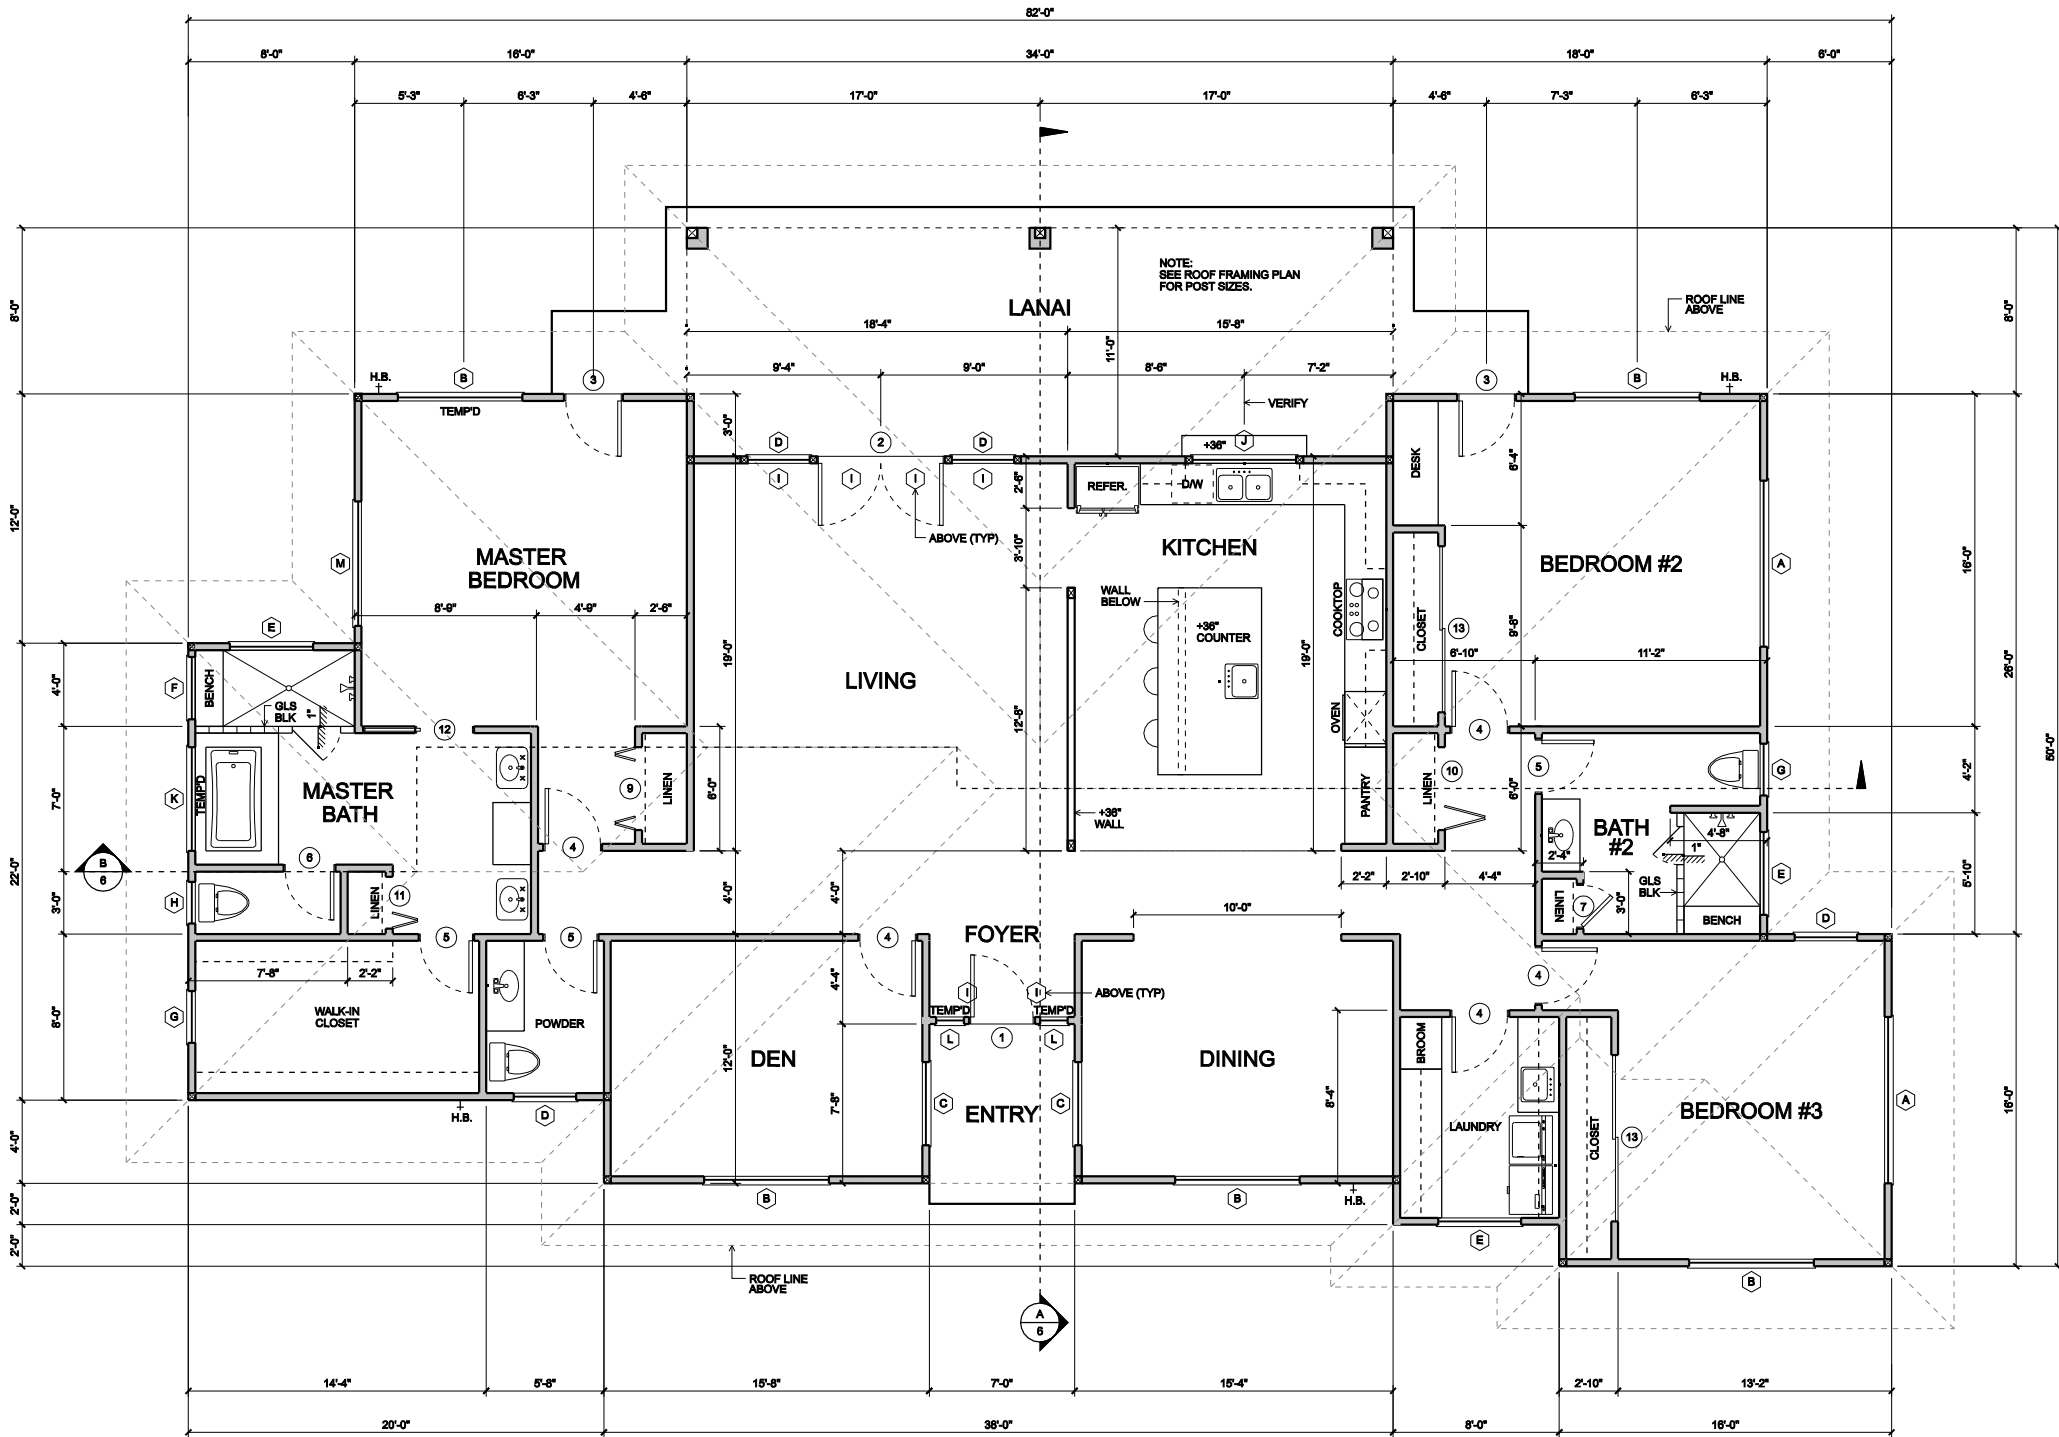 82'-0"
8'-0"
16'-0"
34'-0"
18'-0"
6'-0"
5'-3"
6'-3"
4'-6"
17'-0"
17'-0"
4'-6"
7'-3"
6'-3"
NOTE:
SEE ROOF FRAMING PLAN
FOR POST SIZES.
LANAI
ROOF LINE
ABOVE
8'-0"
8'-0"
18'-4"
15'-8"
11'-0"
9'-4"
9'-0"
8'-6"
7'-2"
H.B.
B
3
3
B
H.B.
TEMP'D
VERIFY
3'-0"
D
2
D
+36"
J
I
I
I
I
2'-6"
REFER.
D/W
DESK
6'-4"
12'-0"
ABOVE (TYP)
3'-10"
KITCHEN
MASTER
BEDROOM
BEDROOM #2
M
A
16'-0"
WALL
BELOW
COOKTOP
8'-9"
4'-9"
2'-6"
+36"
COUNTER
CLOSET
13
9'-8"
E
19'-0"
19'-0"
6'-10"
11'-2"
26'-0"
F
BENCH
LIVING
4'-0"
GLS
BLK
1"
12
12'-8"
OVEN
4
50'-0"
TEMP'D
K
7'-0"
MASTER
BATH
9
LINEN
6'-0"
PANTRY
LINEN
10
6'-0"
5
G
4'-2"
+36"
WALL
BATH
#2
4'-8"
1"
4
6
2'-4"
B
6
22'-0"
H
3'-0"
LINEN
11
2'-2"
2'-10"
4'-4"
GLS
BLK
E
5'-10"
LINEN
7
3'-0"
BENCH
4'-0"
4'-0"
10'-0"
5
5
4
FOYER
D
7'-8"
2'-2"
4'-4"
I
I
ABOVE (TYP)
4
G
8'-0"
WALK-IN
CLOSET
POWDER
TEMP'D
TEMP'D
4
L
1
L
BROOM
DEN
12'-0"
DINING
7'-8"
C
ENTRY
C
8'-4"
LAUNDRY
CLOSET
13
BEDROOM #3
A
16'-0"
H.B.
D
4'-0"
B
B
H.B.
2'-0"
E
2'-0"
ROOF LINE
ABOVE
B
A
6
14'-4"
5'-8"
15'-8"
7'-0"
15'-4"
2'-10"
13'-2"
20'-0"
38'-0"
8'-0"
16'-0"